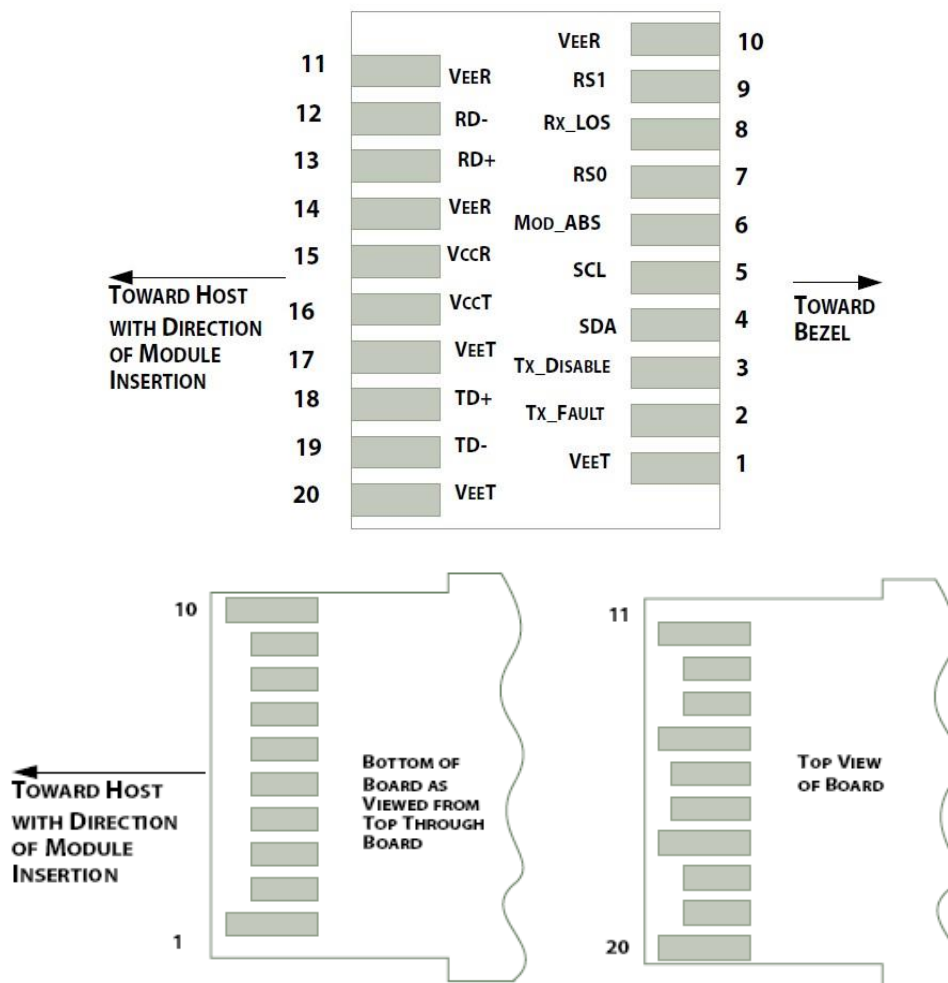 VEER 10
11 VEER
RS1 9
12 RD-
RX_LOS 8
13 RD+
RS0 7
14 VEER
MOD_ABS 6
15 VCCR
SCL 5
TOWARD HOST
WITH DIRECTION
OF MODULE
INSERTION
16 VCCT
SDA 4
TOWARD
BEZEL
17 VEET
TX_DISABLE 3
18 TD+
TX_FAULT 2
19 TD-
VEET 1
20 VEET
10
BOTTOM OF
BOARD AS
VIEWED FROM
TOP THROUGH
BOARD
TOWARD HOST
WITH DIRECTION
OF MODULE
INSERTION
1
11
TOP VIEW
OF BOARD
20